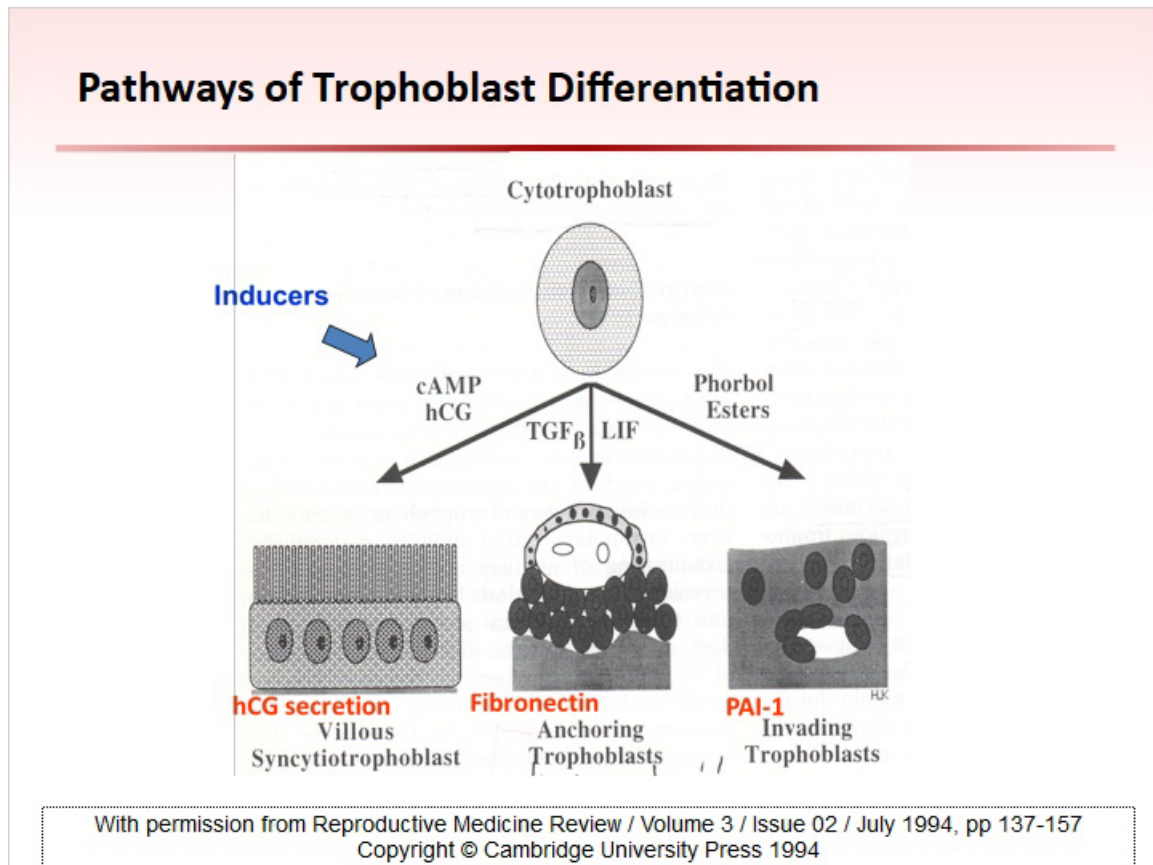 Pathways of Trophoblast Differentiation
Cytotrophoblast
Inducers
cAMP
hCG
TGFβ
LIF
Phorbol
Esters
hCG secretion
Villous
Syncytiotrophoblast
Fibronectin
Anchoring
Trophoblasts
PAI-1
HJK
Invading
Trophoblasts
With permission from Reproductive Medicine Review / Volume 3 / Issue 02 / July 1994, pp 137-157
Copyright © Cambridge University Press 1994